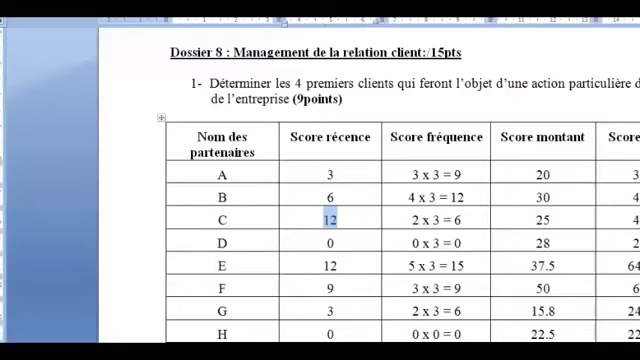 Dossier 8 : Management de la relation client:/15pts
1- Déterminer les 4 premiers clients qui feront l'objet d'une action particulière
de l'entreprise (9points)
Nom des partenaires Score récence Score fréquence Score montant Score
A 3 3 x 3 = 9 20 3
B 6 4 x 3 = 12 30 4
C 12 2 x 3 = 6 25 4
D 0 0 x 3 = 0 28 2
E 12 5 x 3 = 15 37.5 64
F 9 3 x 3 = 9 50 6
G 3 2 x 3 = 6 15.8 24
H 0 0 x 0 = 0 22.5 22